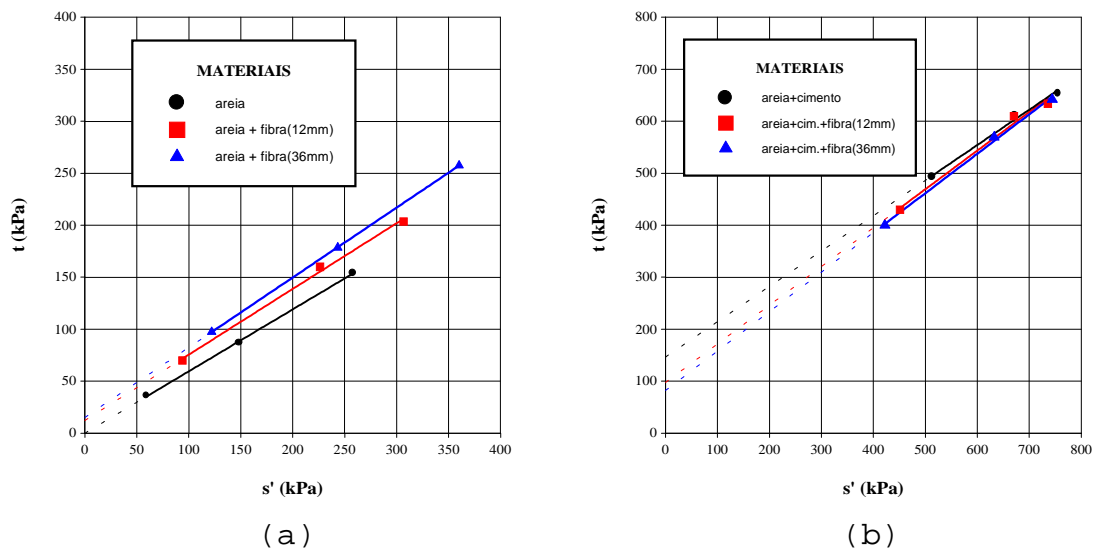 400
350
300
250
200
150
100
50
0
t (kPa)
MATERIAIS
areia
areia + fibra(12mm)
areia + fibra(36mm)
0 50 100 150 200 250 300 350 400
s' (kPa)
(a)
800
700
600
500
400
300
200
100
0
t (kPa)
MATERIAIS
areia+cimento
areia+cim.+fibra(12mm)
areia+cim.+fibra(36mm)
0 100 200 300 400 500 600 700 800
s' (kPa)
(b)